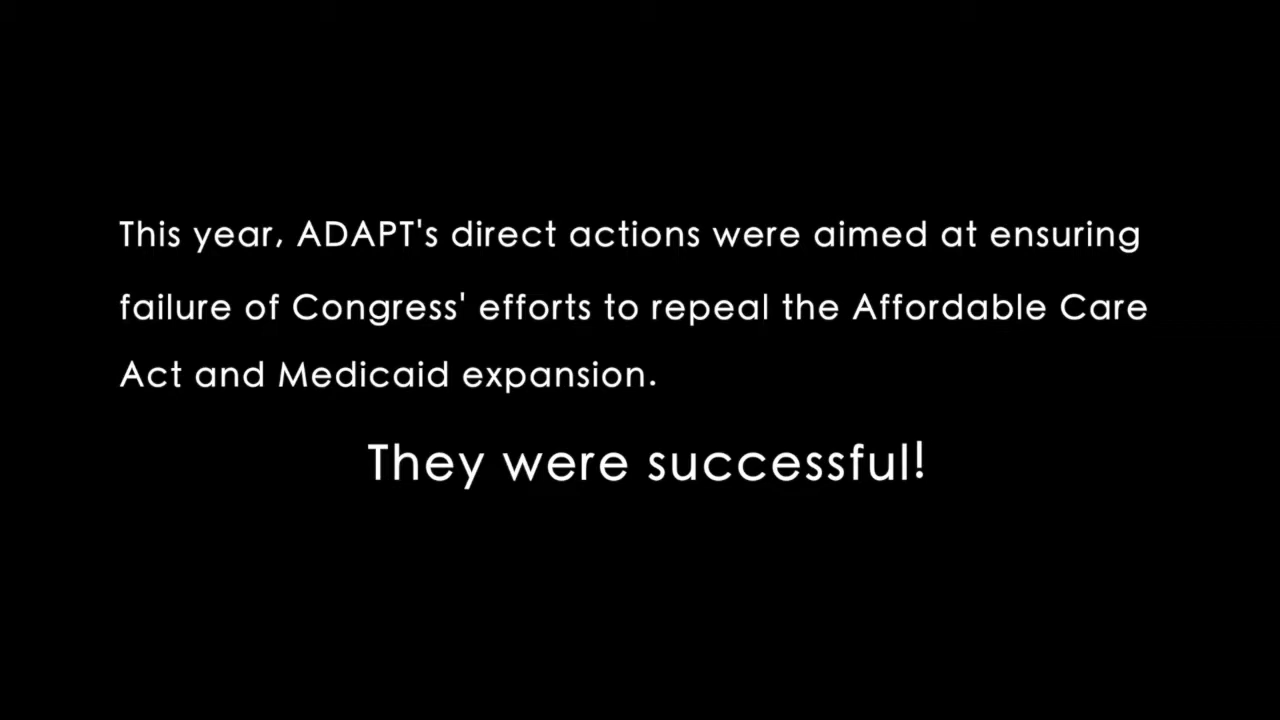 This year, ADAPT's direct actions were aimed at ensuring
failure of Congress' efforts to repeal the Affordable Care
Act and Medicaid expansion.
They were successful!